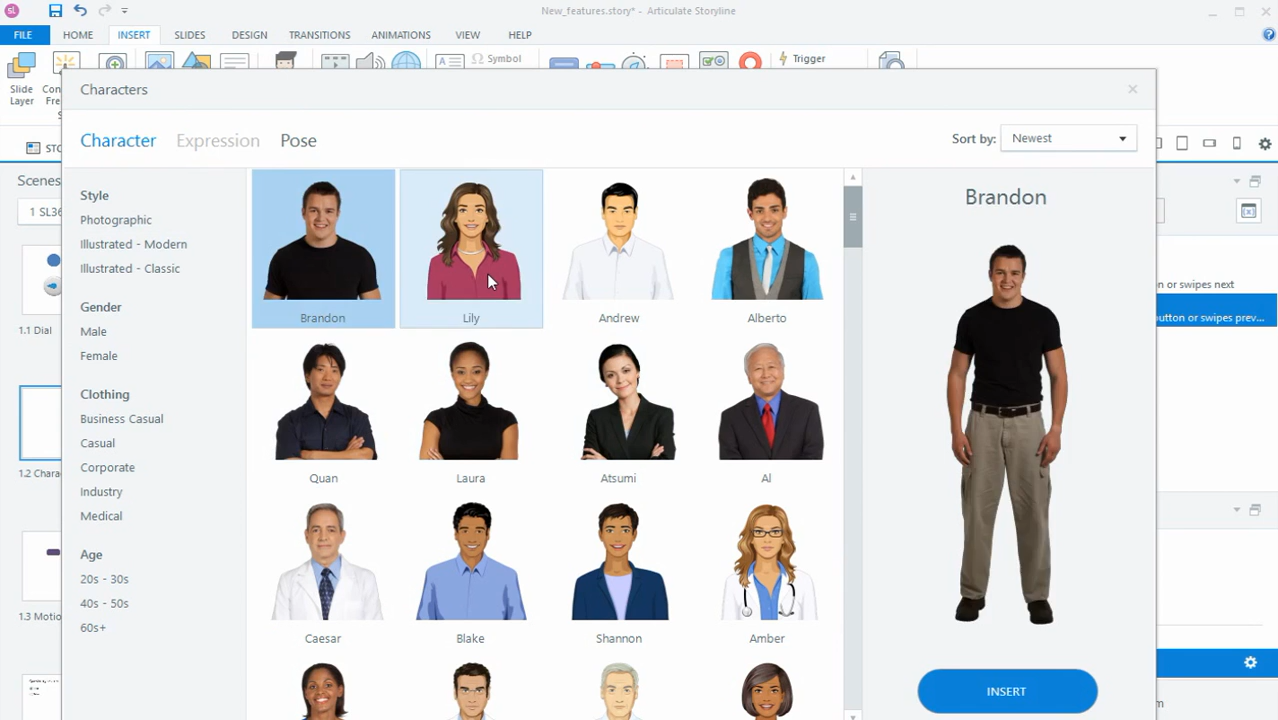 sl
New_features.story* - Articulate Storyline
FILE
HOME
INSERT
SLIDES
DESIGN
TRANSITIONS
ANIMATIONS
VIEW
HELP
Slide
Layer
Symbol
Trigger
Characters
Character
Expression
Pose
Sort by:
Newest
Scenes
Style
Photographic
Illustrated - Modern
Illustrated - Classic
Gender
Male
Female
Clothing
Business Casual
Casual
Corporate
Industry
Medical
Age
20s - 30s
40s - 50s
60s+
Brandon
Lily
Andrew
Alberto
Quan
Laura
Atsumi
Al
Caesar
Blake
Shannon
Amber
Brandon
INSERT
1 SL36
1.1 Dial
1.2 Chara
1.3 Motio
or swipes next
button or swipes prev...